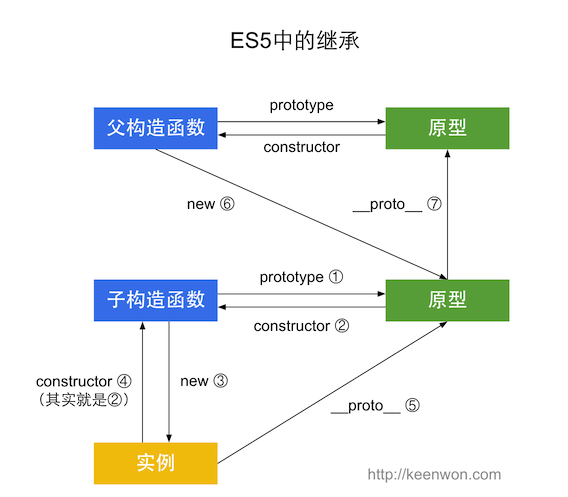 ES5中的继承
prototype
父构造函数
原型
constructor
new ⑥
__proto__ ⑦
prototype ①
子构造函数
原型
constructor ②
constructor ④
（其实就是②）
new ③
__proto__ ⑤
实例
http://keenwon.com